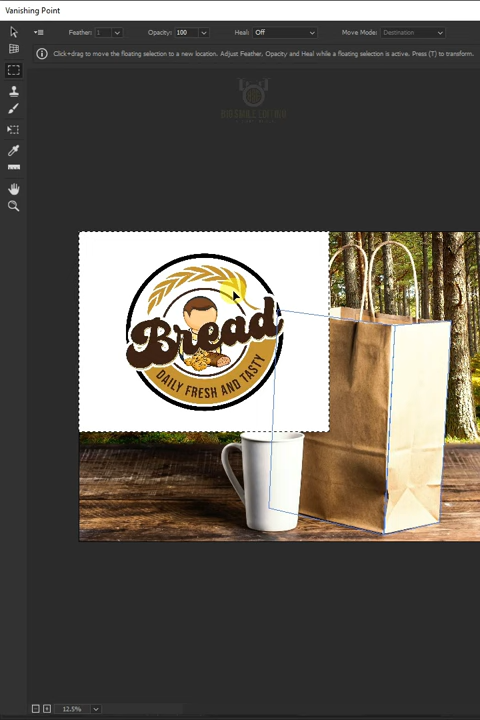 Vanishing Point
Feather: 1 Opacity: 100 Heal: Off Move Mode: Destination
Click+drag to move the floating selection to a new location. Adjust Feather, Opacity and Heal while a floating selection is active. Press (T) to transform.
Bread
DAILY FRESH AND TASTY
12.5%